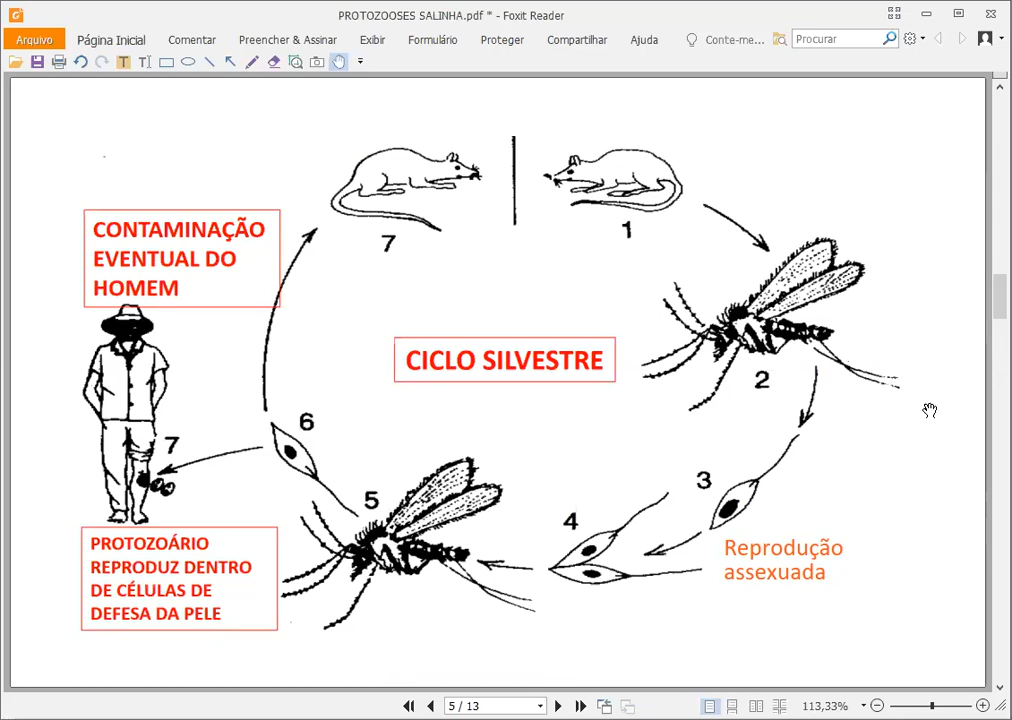 PROTOZOOSES SALINHA.pdf * - Foxit Reader
Arquivo Página Inicial Comentar Preencher & Assinar Exibir Formulário Proteger Compartilhar Ajuda Conte-me... Procurar
7
1
CONTAMINAÇÃO
EVENTUAL DO
HOMEM
CICLO SILVESTRE
2
6
7
5
3
4
Reprodução
assexuada
PROTOZOÁRIO
REPRODUZ DENTRO
DE CÉLULAS DE
DEFESA DA PELE
5 / 13
113,33%